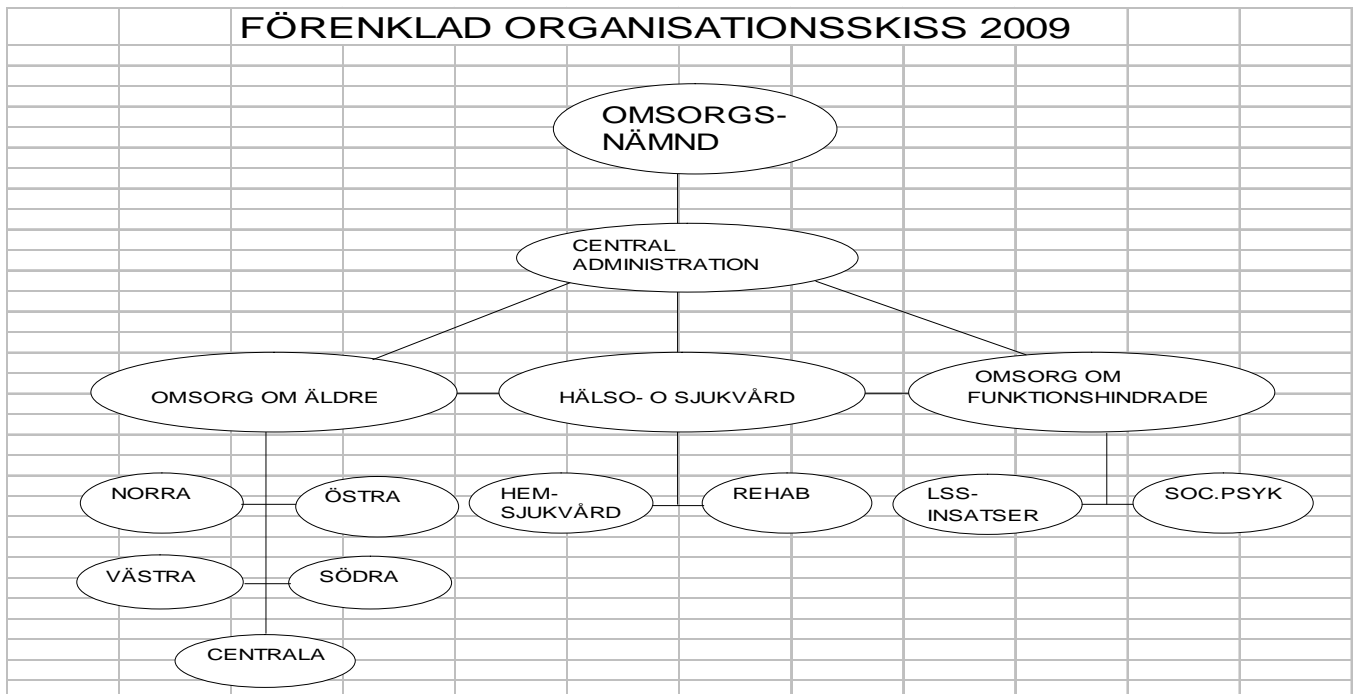 FÖRENKLAD ORGANISATIONSSKISS 2009
OMSORGS-
NÄMND
CENTRAL
ADMINISTRATION
OMSORG OM ÄLDRE
HÄLSO- O SJUKVÅRD
OMSORG OM
FUNKTIONSHINDRADE
NORRA
ÖSTRA
VÄSTRA
SÖDRA
CENTRALA
HEM-
SJUKVÅRD
REHAB
LSS-
INSATSER
SOC.PSYK